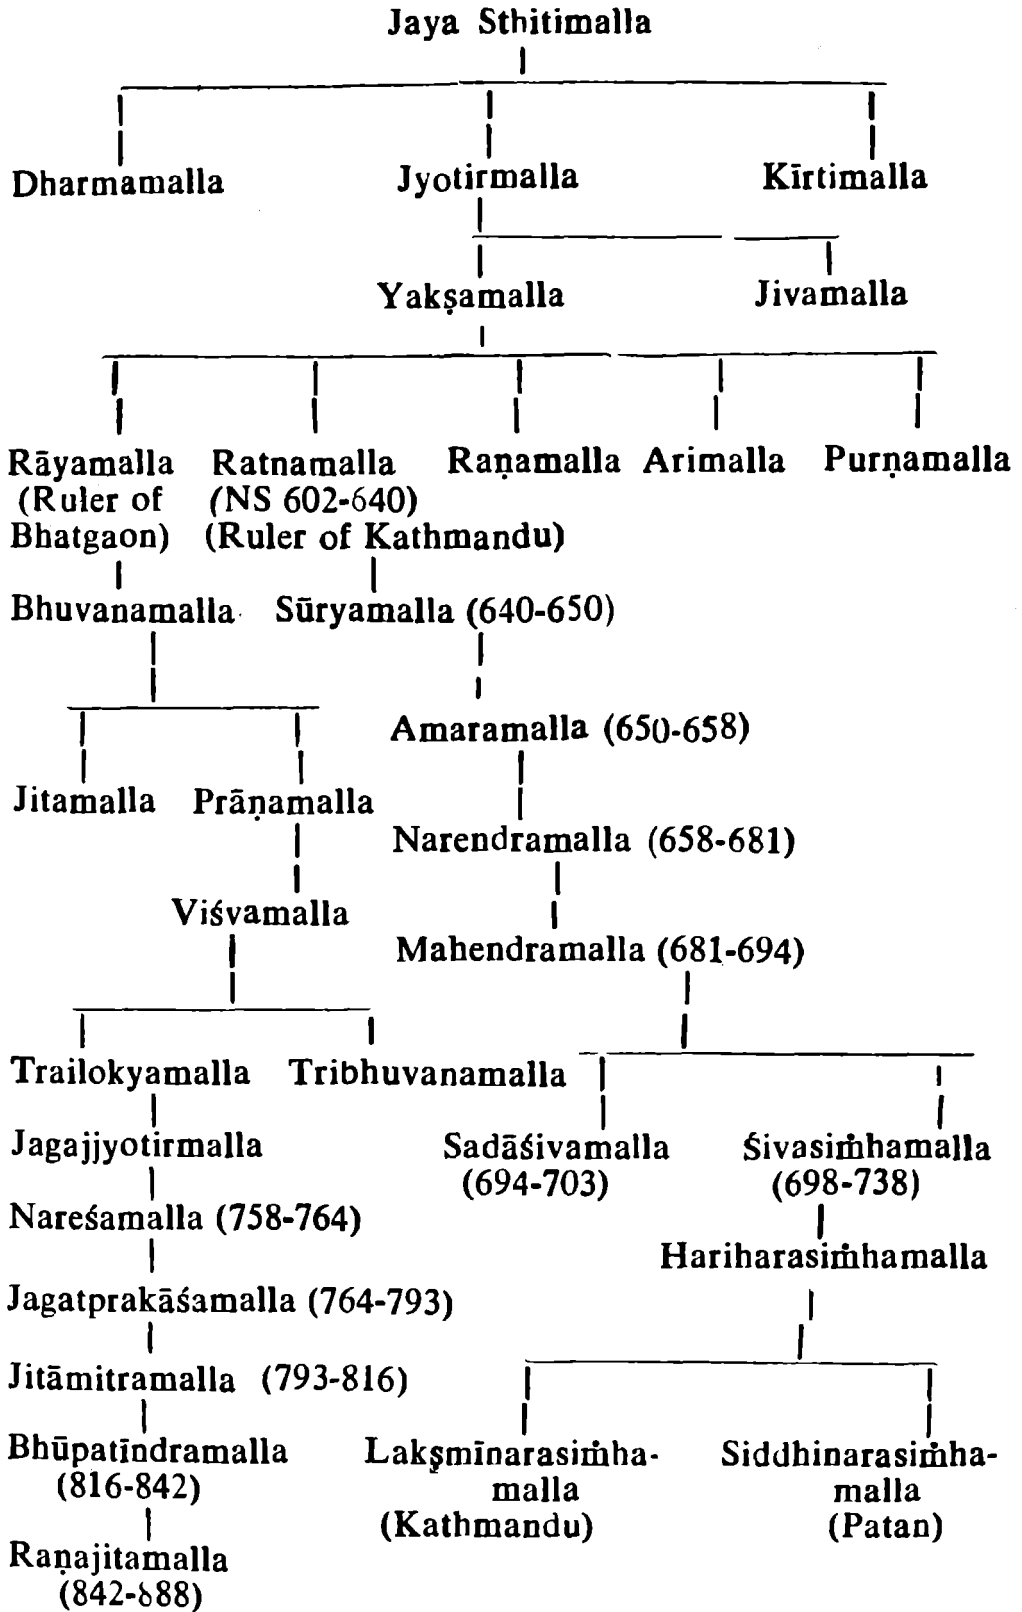 Jaya Sthitimalla
Dharmamalla Jyotirmalla Kīrtimalla
Yakṣamalla Jivamalla
Rāyamalla Ratnamalla Raṇamalla Arimalla Purṇamalla
(Ruler of (NS 602-640)
Bhatgaon) (Ruler of Kathmandu)
Bhuvanamalla Sūryamalla (640-650)
Amaramalla (650-658)
Jitamalla Prāṇamalla
Narendramalla (658-681)
Viśvamalla
Mahendramalla (681-694)
Trailokyamalla Tribhuvanamalla
Jagajjyotirmalla Sadāśivamalla Śivasiṁhamalla
(694-703) (698-738)
Nareśamalla (758-764)
Hariharasiṁhamalla
Jagatprakāśamalla (764-793)
Jitāmitramalla (793-816)
Bhūpatīndramalla Lakṣmīnarasiṁha- Siddhinarasiṁha-
(816-842) malla malla
(Kathmandu) (Patan)
Raṇajitamalla
(842-888)